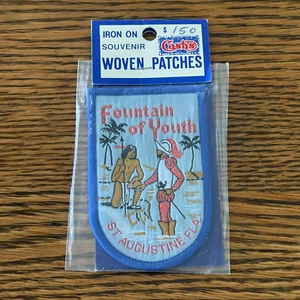 IRON ON
SOUVENIR
$1.50
Cash's
WOVEN PATCHES
Fountain
of Youth
ST. AUGUSTINE FLA.